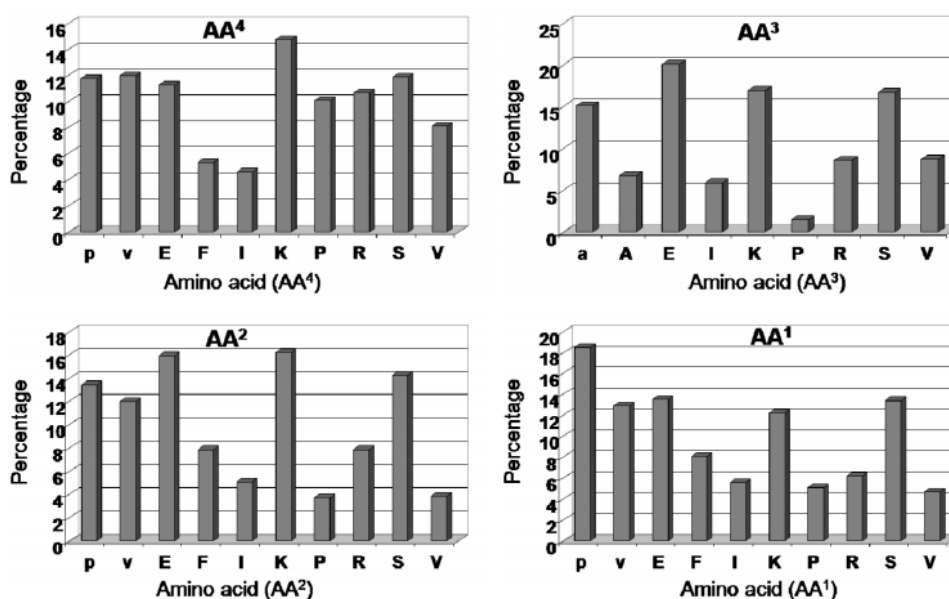 AA⁴
Percentage
16
14
12
10
8
6
4
2
0
p v E F I K P R S V
Amino acid (AA⁴)
AA³
Percentage
25
20
15
10
5
0
a A E I K P R S V
Amino acid (AA³)
AA²
Percentage
18
16
14
12
10
8
6
4
2
0
p v E F I K P R S V
Amino acid (AA²)
AA¹
Percentage
20
18
16
14
12
10
8
6
4
2
0
p v E F I K P R S V
Amino acid (AA¹)